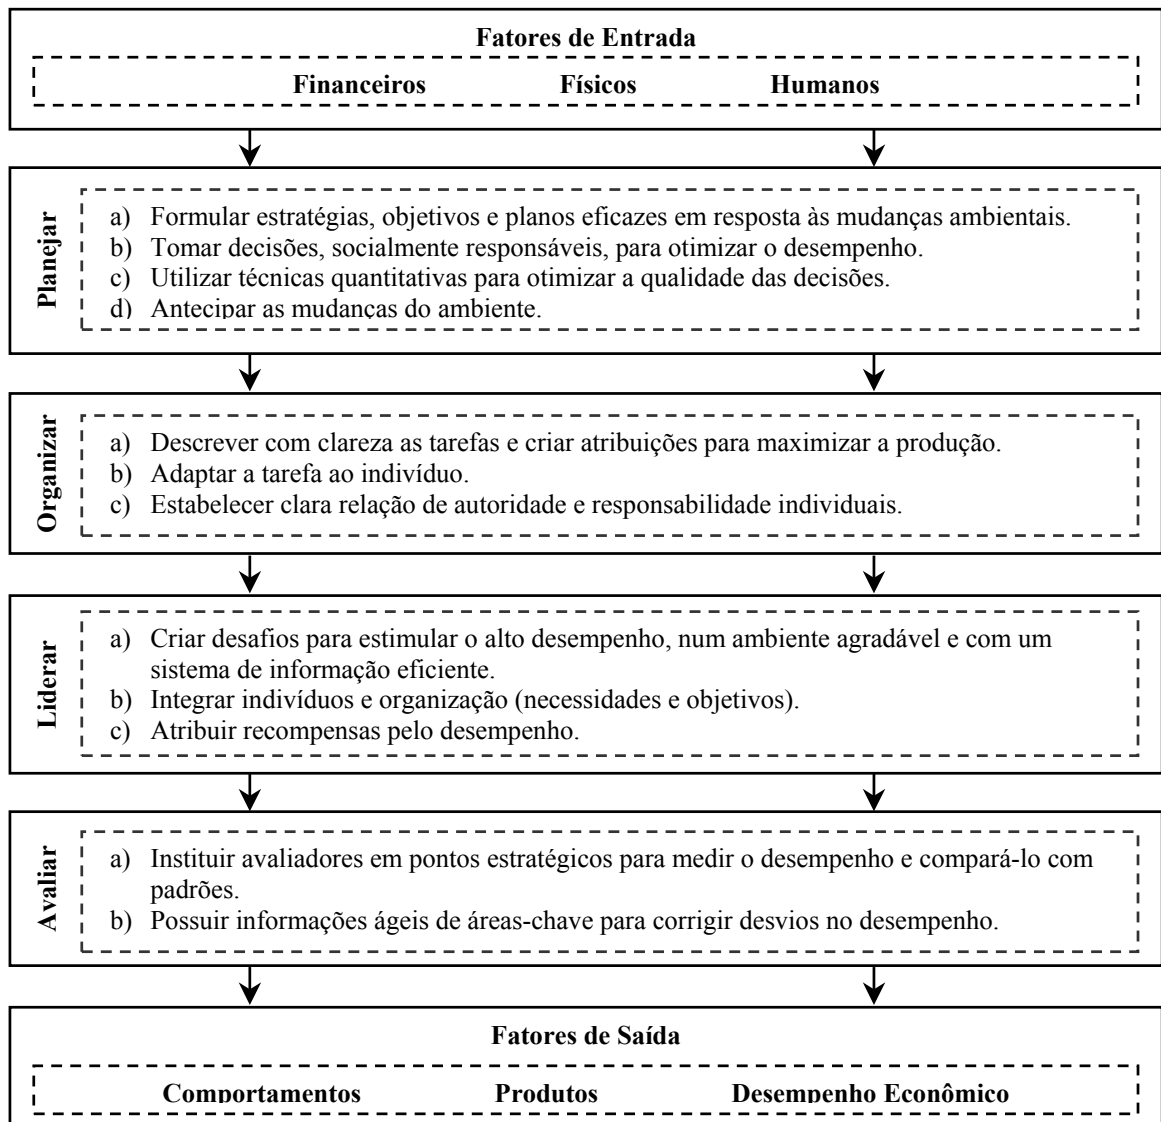 Fatores de Entrada
Financeiros Físicos Humanos
Planejar
a) Formular estratégias, objetivos e planos eficazes em resposta às mudanças ambientais.
b) Tomar decisões, socialmente responsáveis, para otimizar o desempenho.
c) Utilizar técnicas quantitativas para otimizar a qualidade das decisões.
d) Antecipar as mudanças do ambiente.
Organizar
a) Descrever com clareza as tarefas e criar atribuições para maximizar a produção.
b) Adaptar a tarefa ao indivíduo.
c) Estabelecer clara relação de autoridade e responsabilidade individuais.
Liderar
a) Criar desafios para estimular o alto desempenho, num ambiente agradável e com um
sistema de informação eficiente.
b) Integrar indivíduos e organização (necessidades e objetivos).
c) Atribuir recompensas pelo desempenho.
Avaliar
a) Instituir avaliadores em pontos estratégicos para medir o desempenho e compará-lo com
padrões.
b) Possuir informações ágeis de áreas-chave para corrigir desvios no desempenho.
Fatores de Saída
Comportamentos Produtos Desempenho Econômico